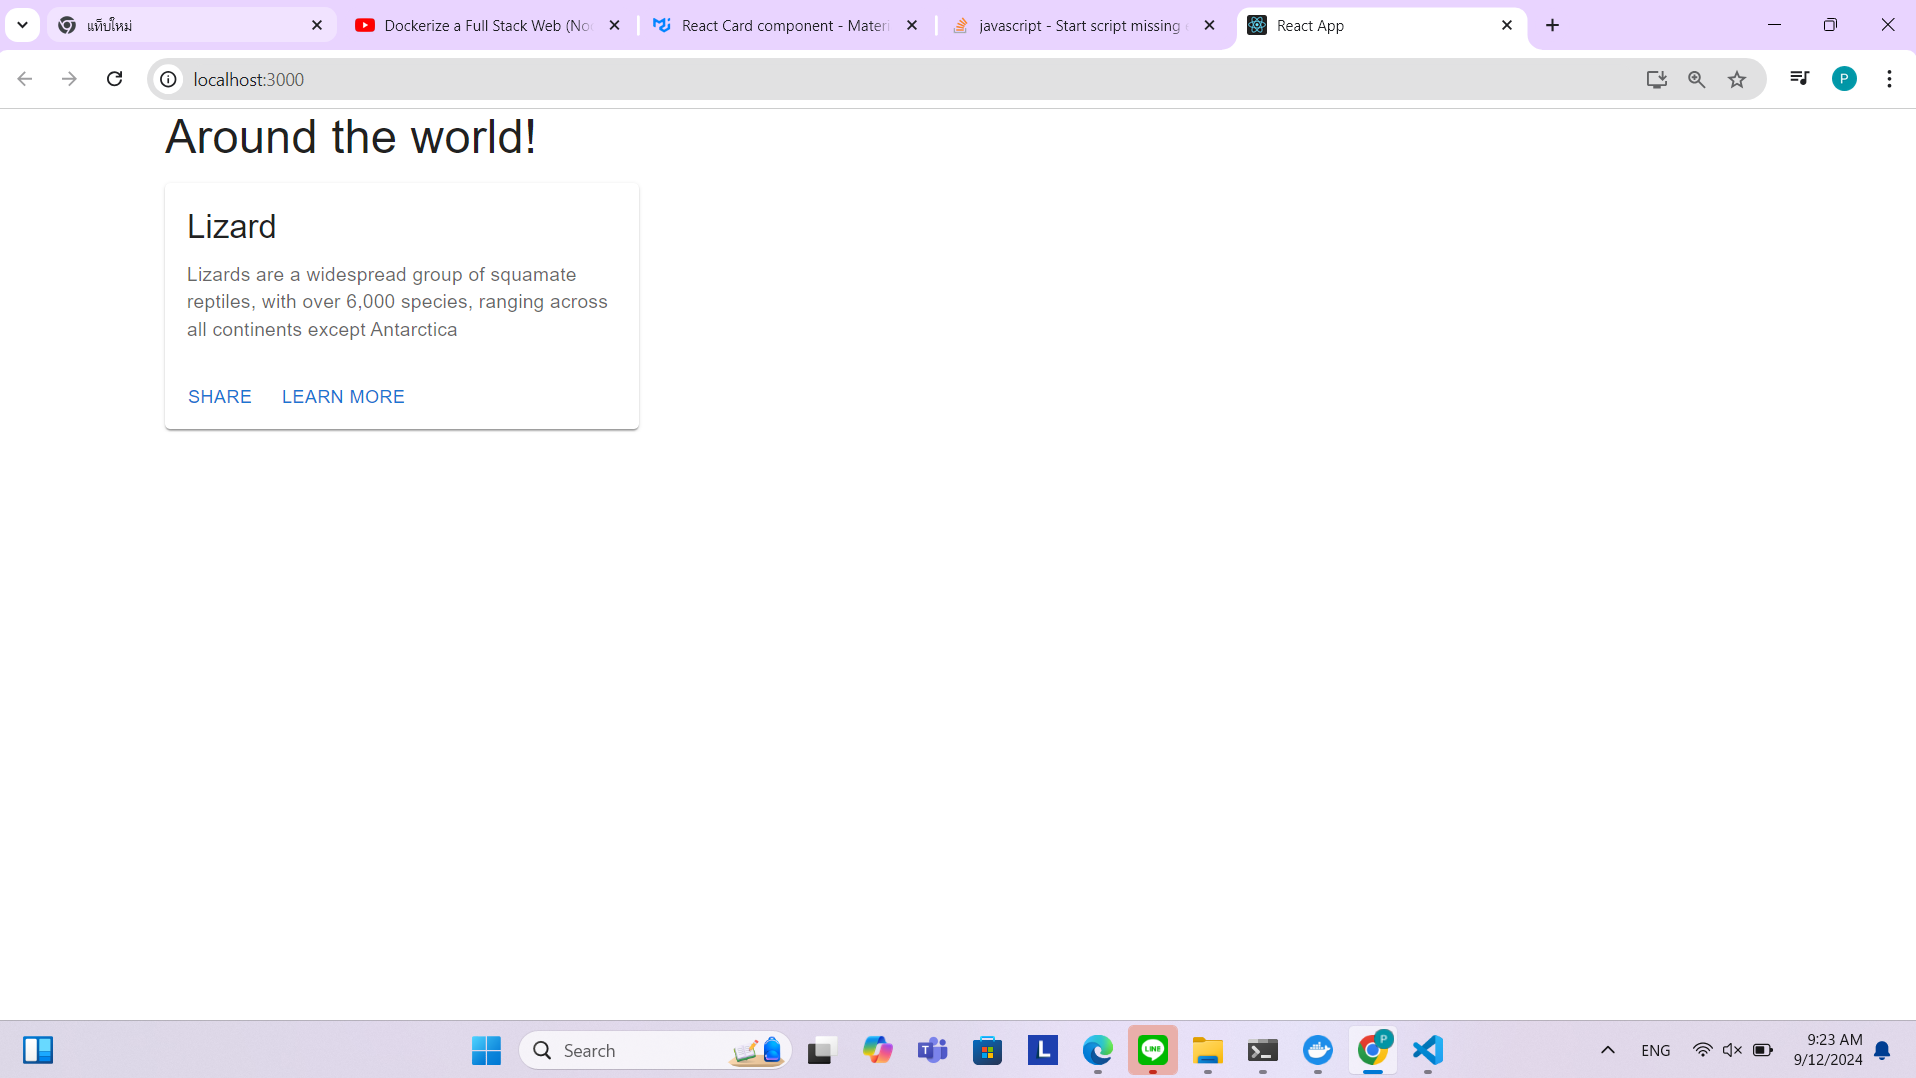 แท็บใหม่
Dockerize a Full Stack Web (No
React Card component - Materi
javascript - Start script missing
React App
localhost:3000
P
Around the world!
Lizard
Lizards are a widespread group of squamate
reptiles, with over 6,000 species, ranging across
all continents except Antarctica
SHARE LEARN MORE
Search
L
LINE
P
ENG
9:23 AM
9/12/2024